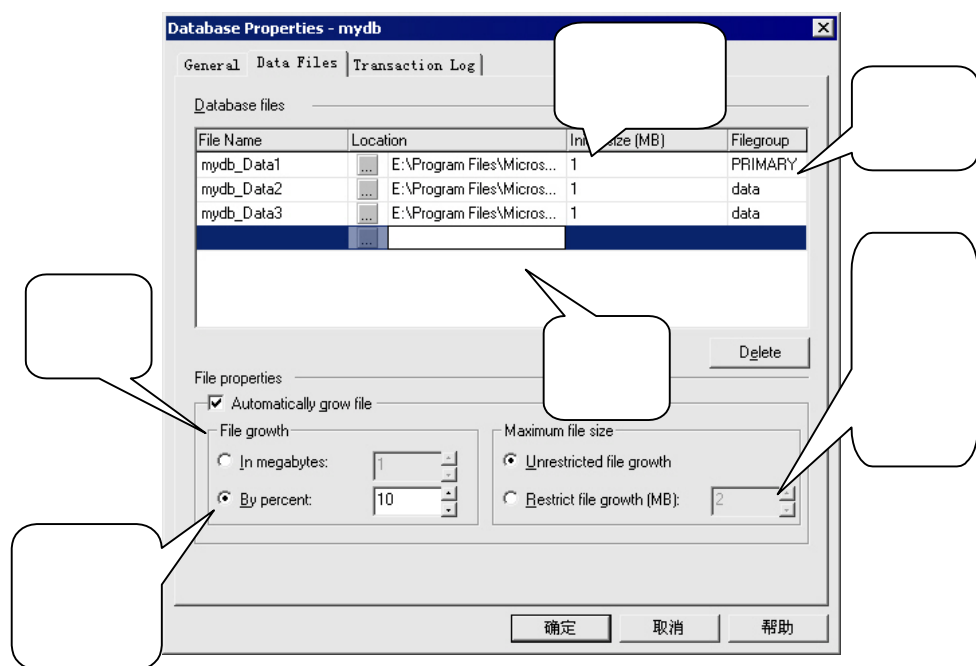 Database Properties - mydb
General Data Files Transaction Log
Database files
File Name Location size (MB) Filegroup
mydb_Data1 ... E:\Program Files\Micros... 1 PRIMARY
mydb_Data2 ... E:\Program Files\Micros... 1 data
mydb_Data3 ... E:\Program Files\Micros... 1 data
...
Delete
File properties
Automatically grow file
File growth
In megabytes: 1
By percent: 10
Maximum file size
Unrestricted file growth
Restrict file growth (MB): 2
确定 取消 帮助